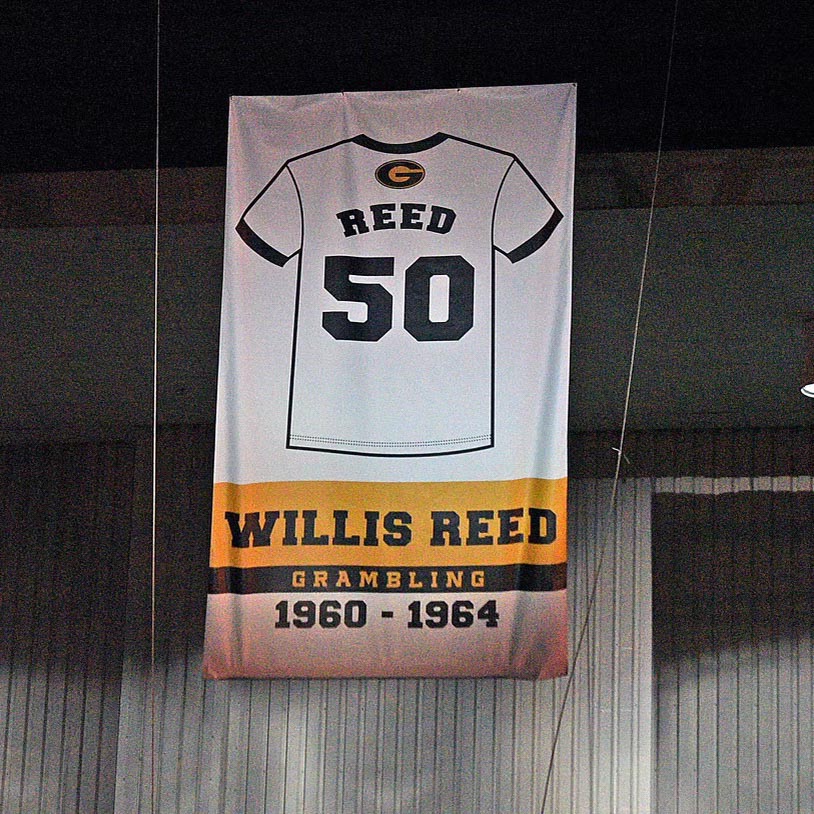 G
REED
50
WILLIS REED
GRAMBLING
1960 - 1964